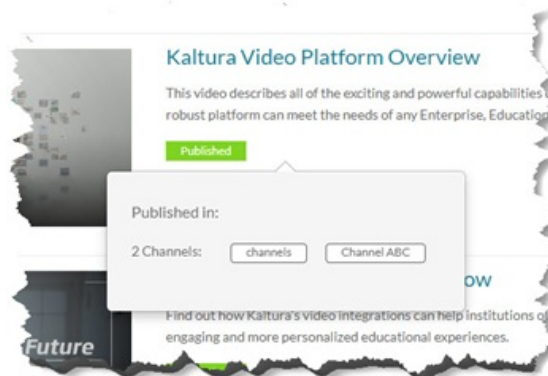 Kaltura Video Platform Overview
This video describes all of the exciting and powerful capabilities
robust platform can meet the needs of any Enterprise, Education
Published
Published in:
2 Channels: channels Channel ABC
ow
Find out how Kaltura's video integrations can help institutions o
engaging and more personalized educational experiences.
Future